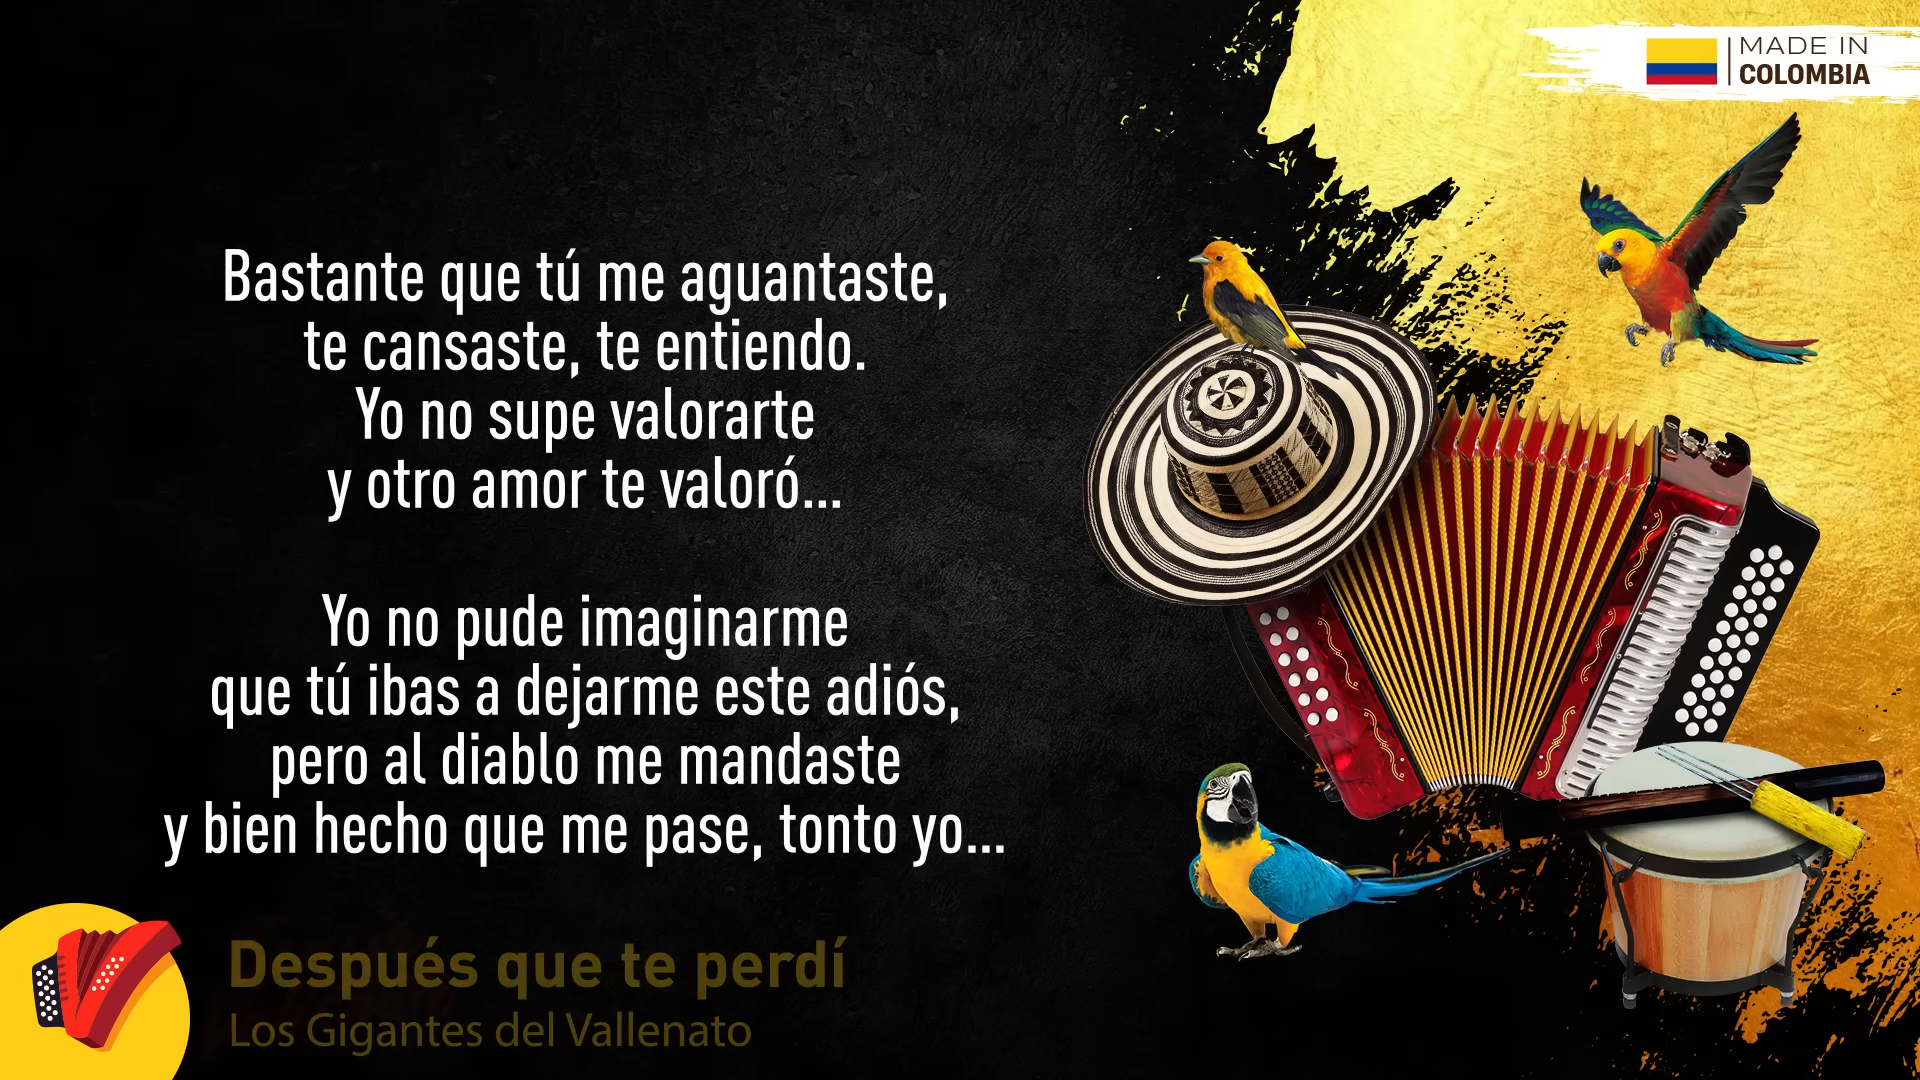 MADE IN
COLOMBIA
Bastante que tú me aguantaste,
te cansaste, te entiendo.
Yo no supe valorarte
y otro amor te valoró...
Yo no pude imaginarme
que tú ibas a dejarme este adiós,
pero al diablo me mandaste
y bien hecho que me pase, tonto yo...
Después que te perdí
Los Gigantes del Vallenato